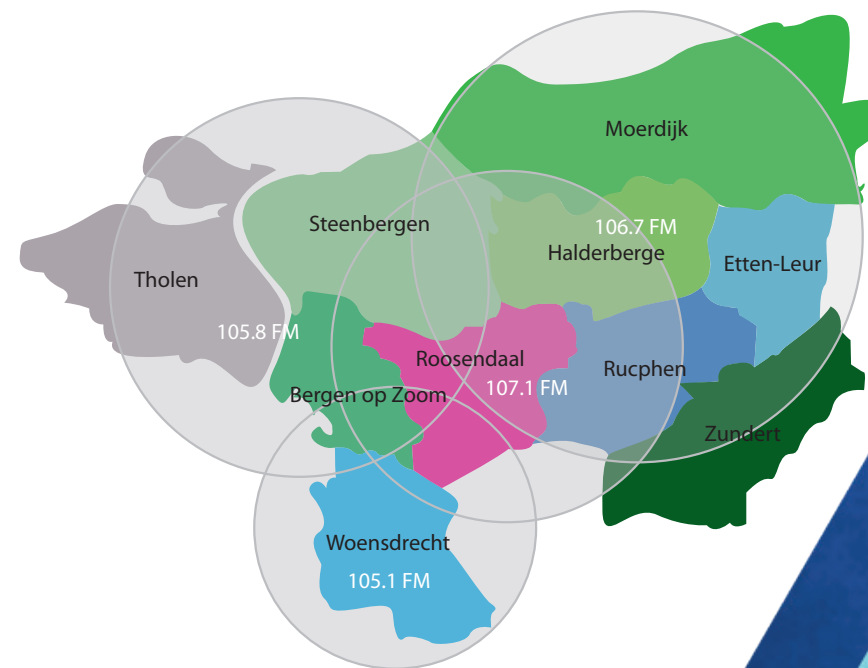 Moerdijk
Steenbergen
106.7 FM
Halderberge
Etten-Leur
Tholen
105.8 FM
Roosendaal
Rucphen
107.1 FM
Bergen op Zoom
Zundert
Woensdrecht
105.1 FM